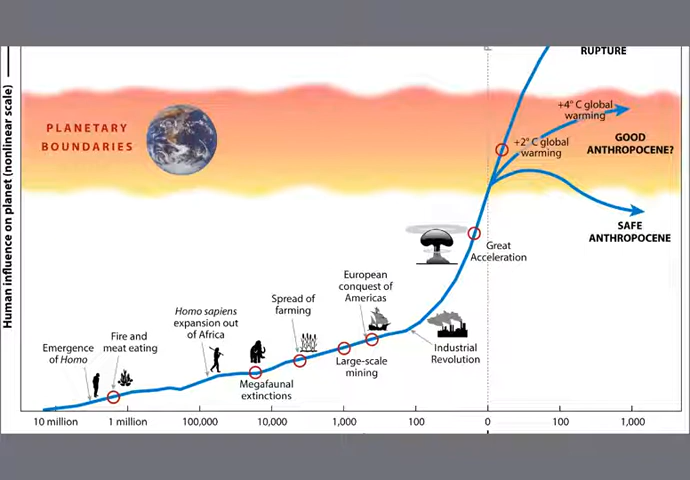 RUPTURE
Human influence on planet (nonlinear scale)
PLANETARY
BOUNDARIES
+4° C global
warming
+2° C global
warming
GOOD
ANTHROPOCENE?
SAFE
ANTHROPOCENE
Great
Acceleration
European
conquest of
Americas
Spread of
farming
Homo sapiens
expansion out
of Africa
Fire and
meat eating
Emergence
of Homo
Industrial
Revolution
Large-scale
mining
Megafaunal
extinctions
10 million
1 million
100,000
10,000
1,000
100
0
100
1,000